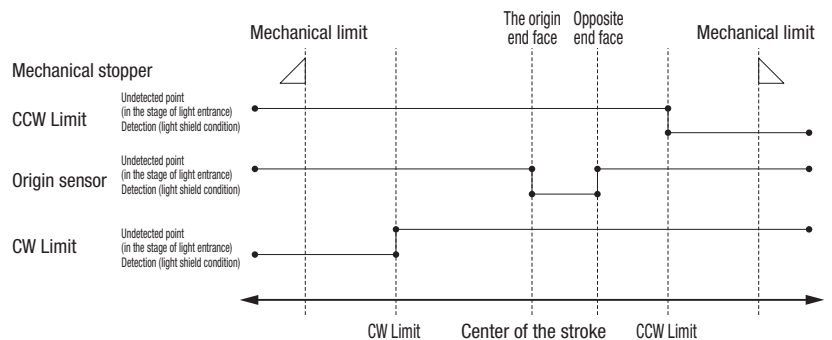 The origin
end face
Opposite
end face
Mechanical limit
Mechanical limit
Mechanical stopper
CCW Limit
Undetected point
(in the stage of light entrance)
Detection (light shield condition)
Origin sensor
Undetected point
(in the stage of light entrance)
Detection (light shield condition)
CW Limit
Undetected point
(in the stage of light entrance)
Detection (light shield condition)
CW Limit
Center of the stroke
CCW Limit